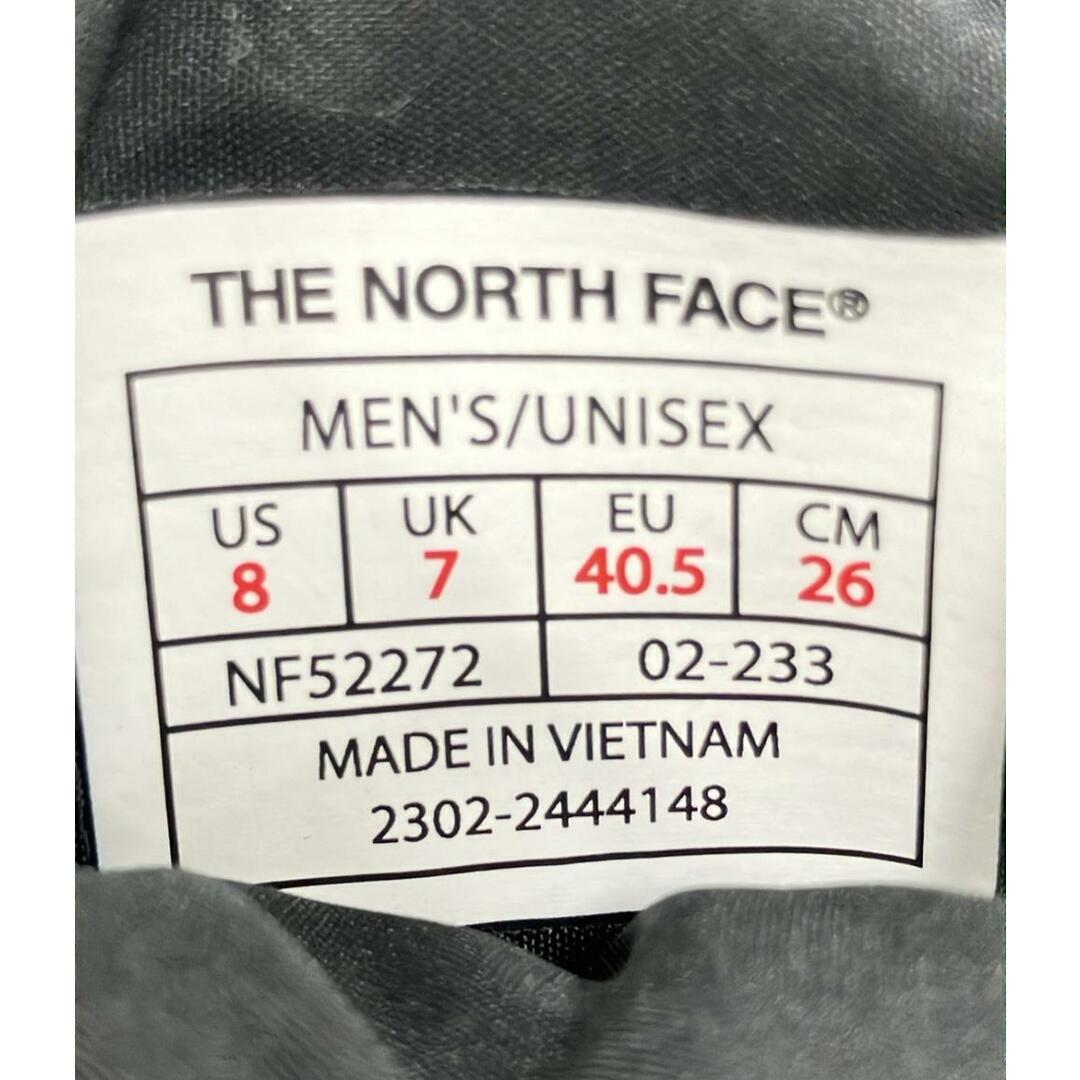 THE NORTH FACE®
MEN'S/UNISEX
US UK EU CM
8 7 40.5 26
NF52272 02-233
MADE IN VIETNAM
2302-2444148